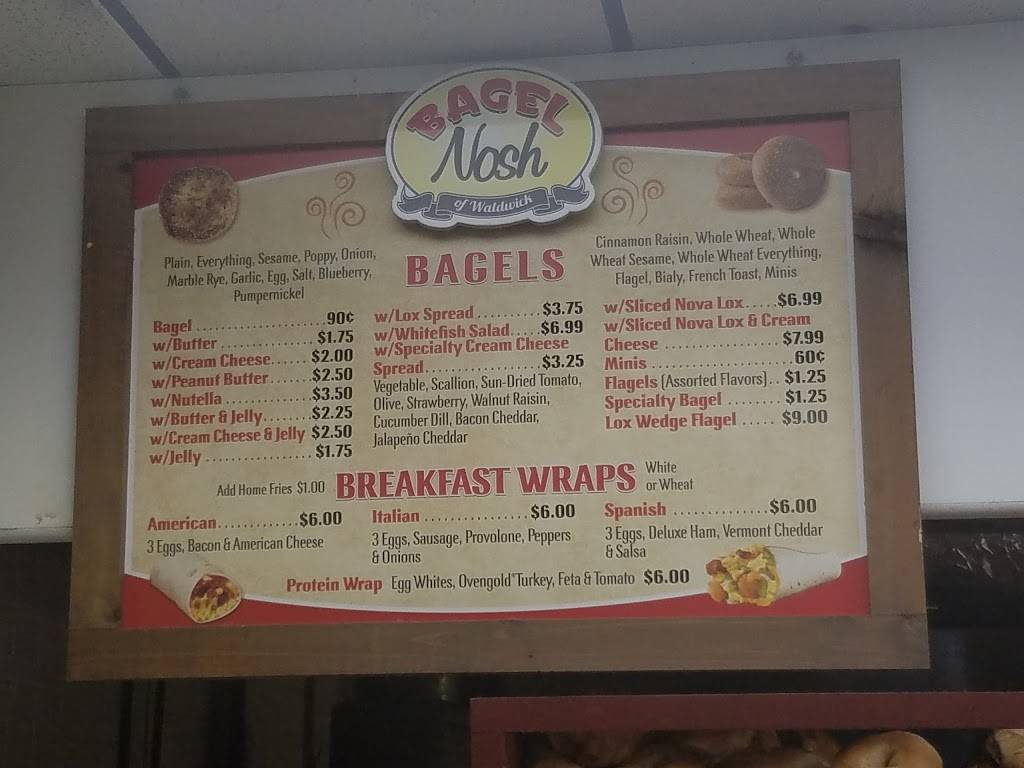 BAGEL
Nosh
of Waldwick
Plain, Everything, Sesame, Poppy, Onion,
Marble Rye, Garlic, Egg, Salt, Blueberry,
Pumpernickel
BAGELS
Cinnamon Raisin, Whole Wheat, Whole
Wheat Sesame, Whole Wheat Everything,
Flagel, Bialy, French Toast, Minis
Bagel ..................... 90¢
w/Butter ............... $1.75
w/Cream Cheese...... $2.00
w/Peanut Butter....... $2.50
w/Nutella .............. $3.50
w/Butter & Jelly........ $2.25
w/Cream Cheese & Jelly $2.50
w/Jelly ................. $1.75
w/Lox Spread .......... $3.75
w/Whitefish Salad..... $6.99
w/Specialty Cream Cheese
Spread................... $3.25
Vegetable, Scallion, Sun-Dried Tomato,
Olive, Strawberry, Walnut Raisin,
Cucumber Dill, Bacon Cheddar,
Jalapeño Cheddar
w/Sliced Nova Lox..... $6.99
w/Sliced Nova Lox & Cream
Cheese ................... $7.99
Minis ....................... 60¢
Flagels (Assorted Flavors).. $1.25
Specialty Bagel ........ $1.25
Lox Wedge Flagel ..... $9.00
Add Home Fries $1.00
BREAKFAST WRAPS
White
or Wheat
American............ $6.00
3 Eggs, Bacon & American Cheese
Italian ................ $6.00
3 Eggs, Sausage, Provolone, Peppers
& Onions
Spanish .............. $6.00
3 Eggs, Deluxe Ham, Vermont Cheddar
& Salsa
Protein Wrap Egg Whites, Ovengold® Turkey, Feta & Tomato $6.00